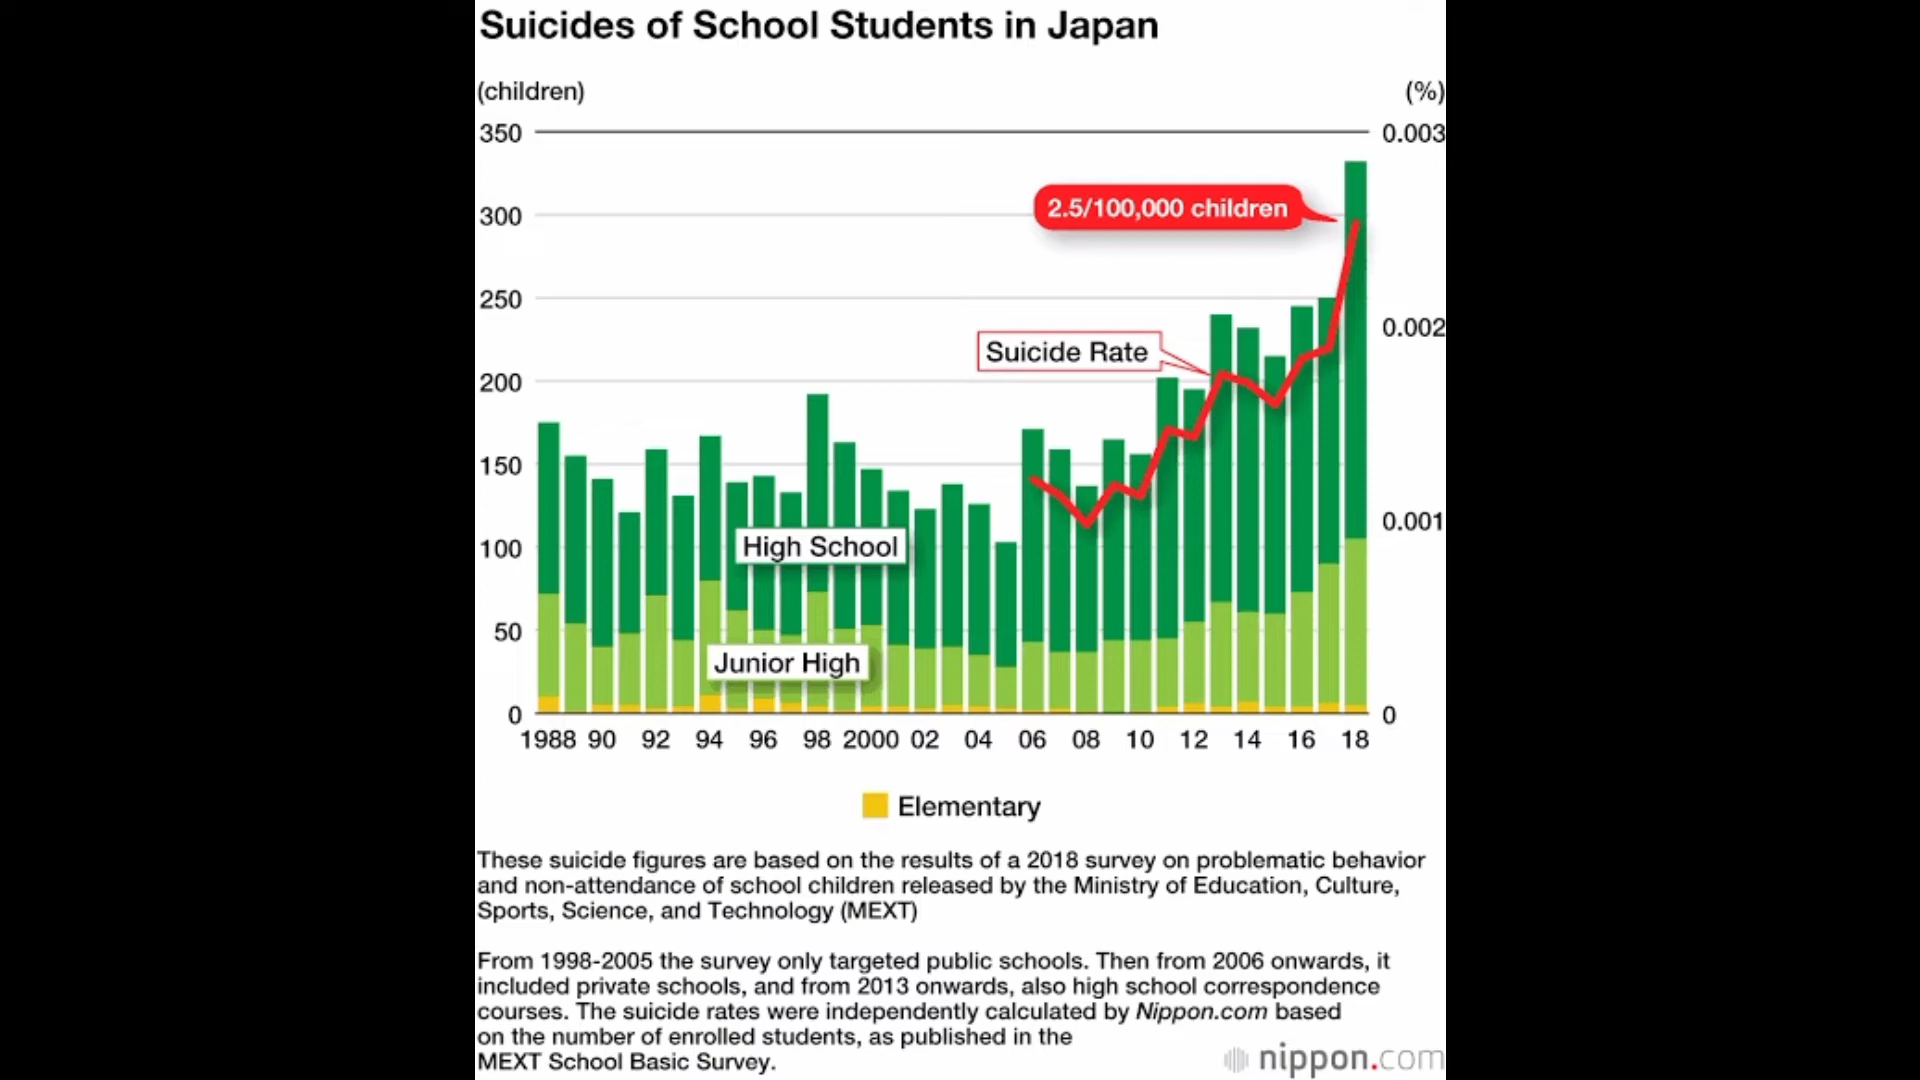 Suicides of School Students in Japan
(children)
(%)
350
0.003
2.5/100,000 children
300
250
0.002
Suicide Rate
200
150
0.001
High School
100
50
Junior High
0
0
1988 90 92 94 96 98 2000 02 04 06 08 10 12 14 16 18
Elementary
These suicide figures are based on the results of a 2018 survey on problematic behavior
and non-attendance of school children released by the Ministry of Education, Culture,
Sports, Science, and Technology (MEXT)
From 1998-2005 the survey only targeted public schools. Then from 2006 onwards, it
included private schools, and from 2013 onwards, also high school correspondence
courses. The suicide rates were independently calculated by Nippon.com based
on the number of enrolled students, as published in the
MEXT School Basic Survey.
nippon.com